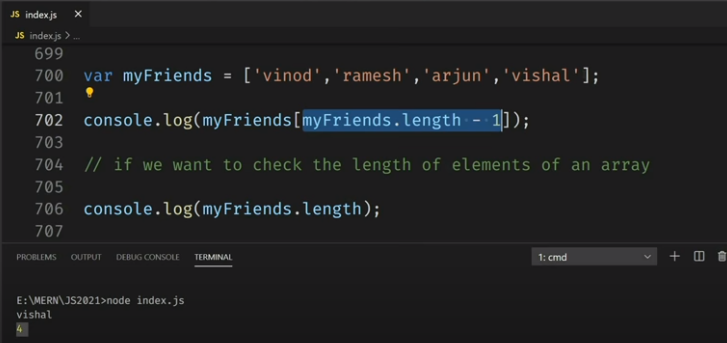 JS index.js ×
JS index.js > ...
699
700 var myFriends = ['vinod','ramesh','arjun','vishal'];
701
702 console.log(myFriends[myFriends.length - 1]);
703
704 // if we want to check the length of elements of an array
705
706 console.log(myFriends.length);
707
PROBLEMS OUTPUT DEBUG CONSOLE TERMINAL 1: cmd
E:\MERN\JS2021>node index.js
vishal
4